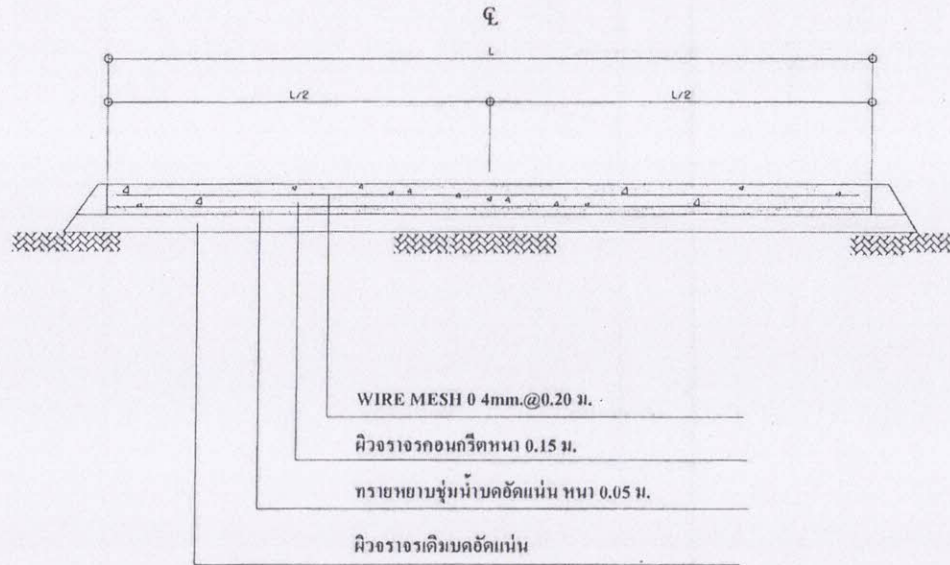 ℄
L
L/2 L/2
WIRE MESH 0 4mm.@0.20 ม.
ผิวจราจรคอนกรีตหนา 0.15 ม.
ทรายหยาบชุ่มน้ำบดอัดแน่น หนา 0.05 ม.
ผิวจราจรเดิมบดอัดแน่น